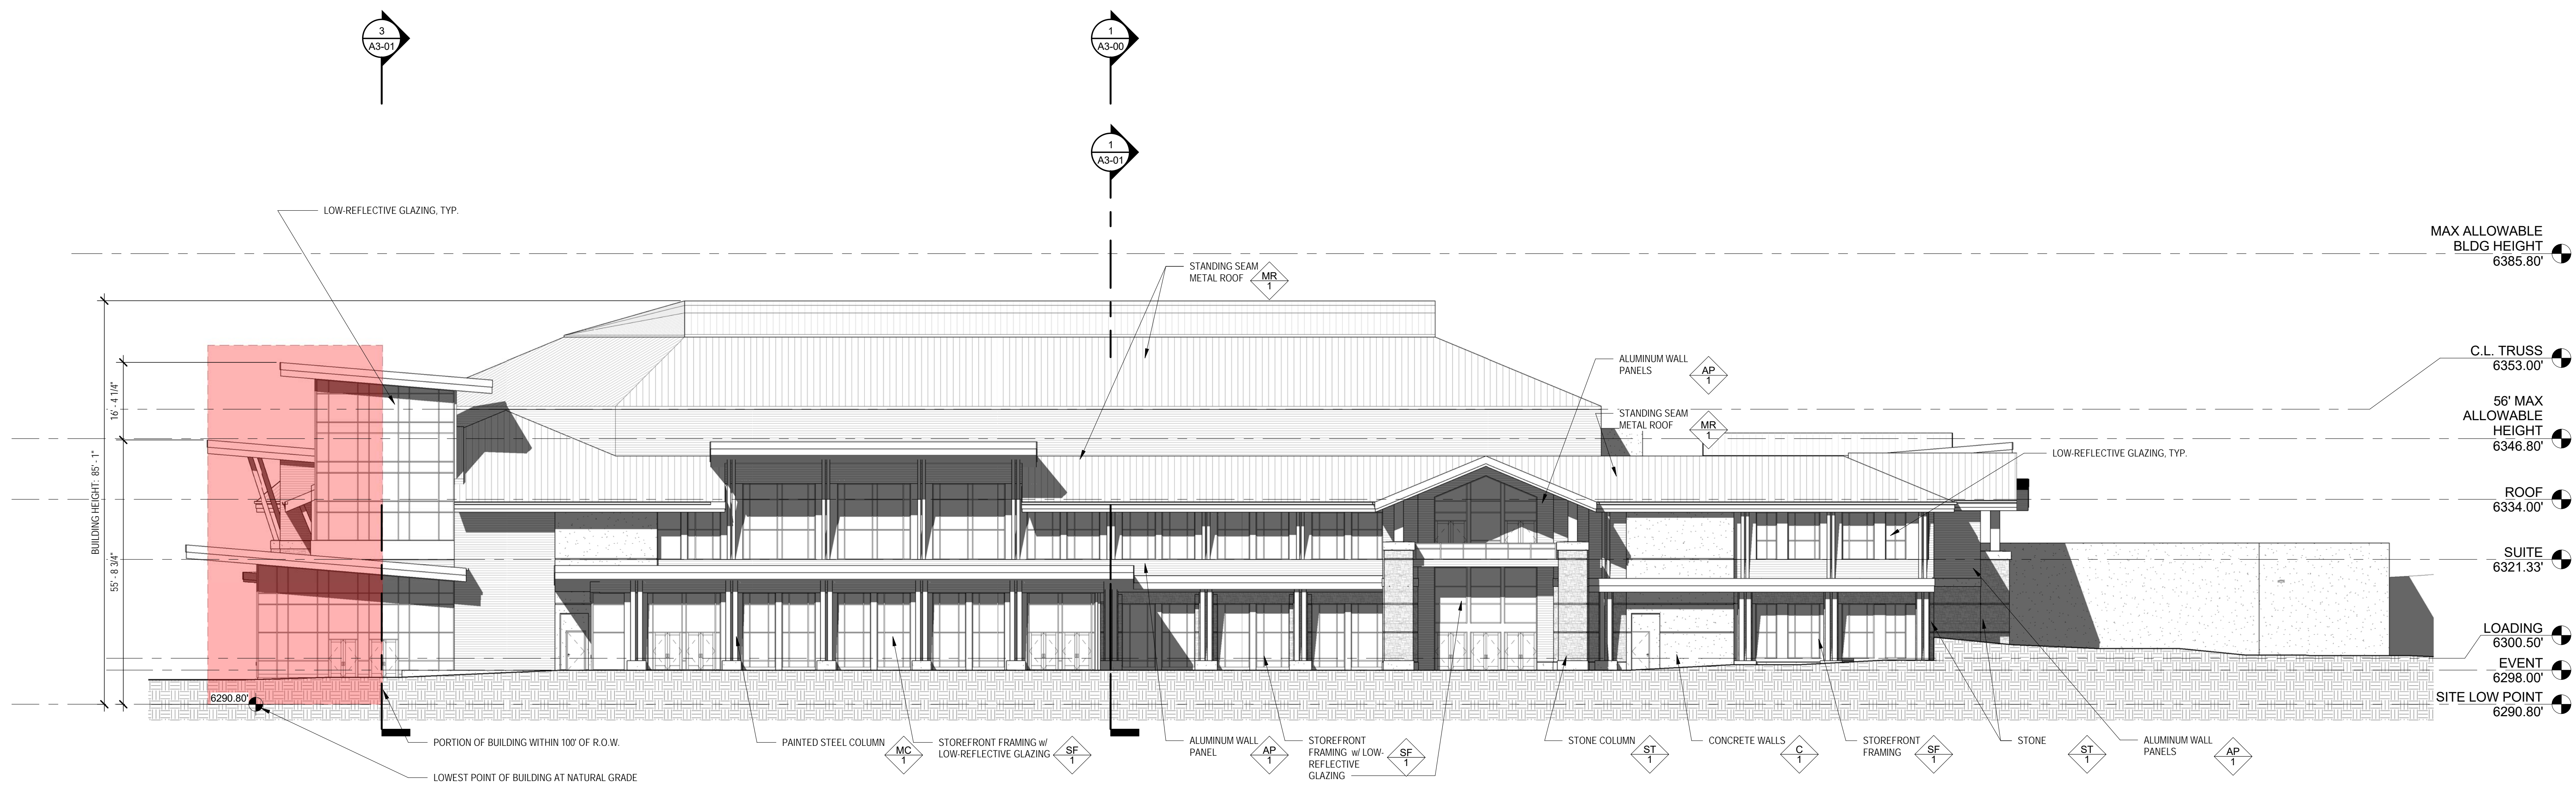 3
A3-01
1
A3-00
1
A3-01
LOW-REFLECTIVE GLAZING, TYP.
MAX ALLOWABLE
BLDG HEIGHT
6385.80'
STANDING SEAM
METAL ROOF
MR
1
C.L. TRUSS
6353.00'
ALUMINUM WALL
PANELS
AP
1
16' - 4 1/4"
56' MAX
ALLOWABLE
HEIGHT
6346.80'
STANDING SEAM
METAL ROOF
MR
1
LOW-REFLECTIVE GLAZING, TYP.
BUILDING HEIGHT: 85' - 1"
ROOF
6334.00'
55' - 8 3/4"
SUITE
6321.33'
LOADING
6300.50'
EVENT
6298.00'
SITE LOW POINT
6290.80'
6290.80'
PORTION OF BUILDING WITHIN 100' OF R.O.W.
LOWEST POINT OF BUILDING AT NATURAL GRADE
PAINTED STEEL COLUMN
MC
1
STOREFRONT FRAMING w/
LOW-REFLECTIVE GLAZING
SF
1
ALUMINUM WALL
PANEL
AP
1
STOREFRONT
FRAMING w/ LOW-
REFLECTIVE
GLAZING
SF
1
STONE COLUMN
ST
1
CONCRETE WALLS
C
1
STOREFRONT
FRAMING
SF
1
STONE
ST
1
ALUMINUM WALL
PANELS
AP
1